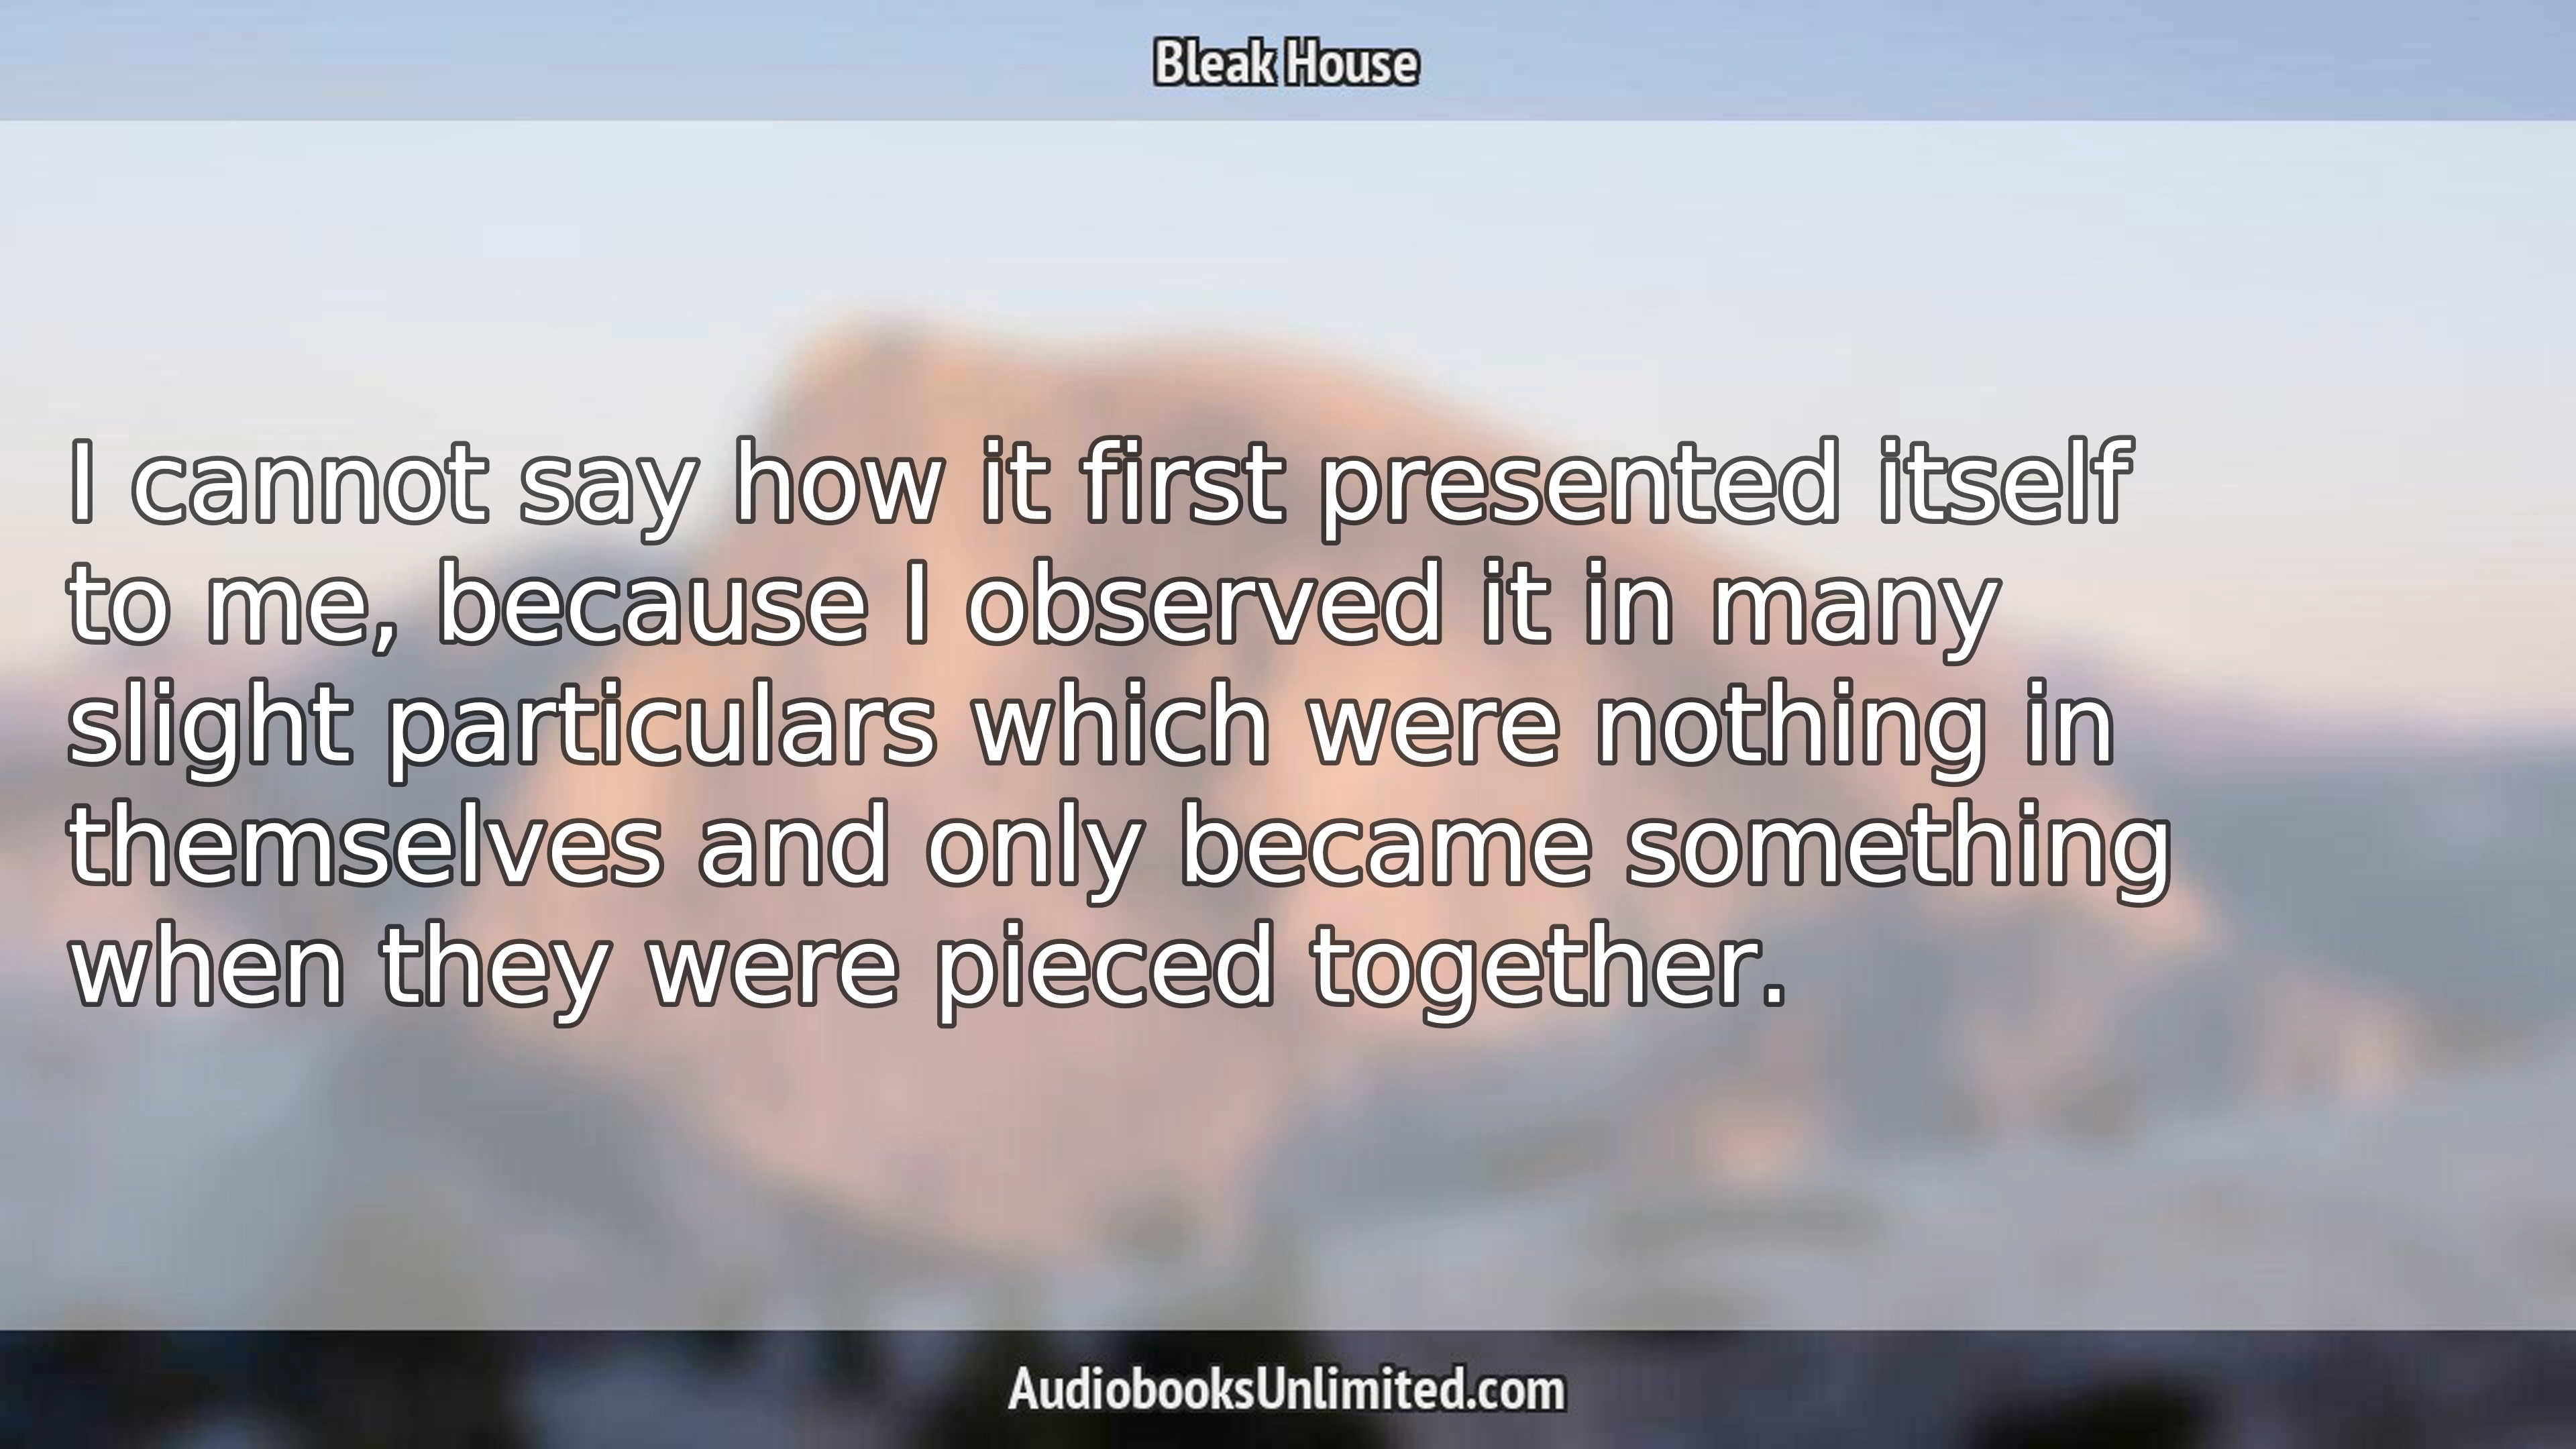 Bleak House
I cannot say how it first presented itself
to me, because I observed it in many
slight particulars which were nothing in
themselves and only became something
when they were pieced together.
AudiobooksUnlimited.com